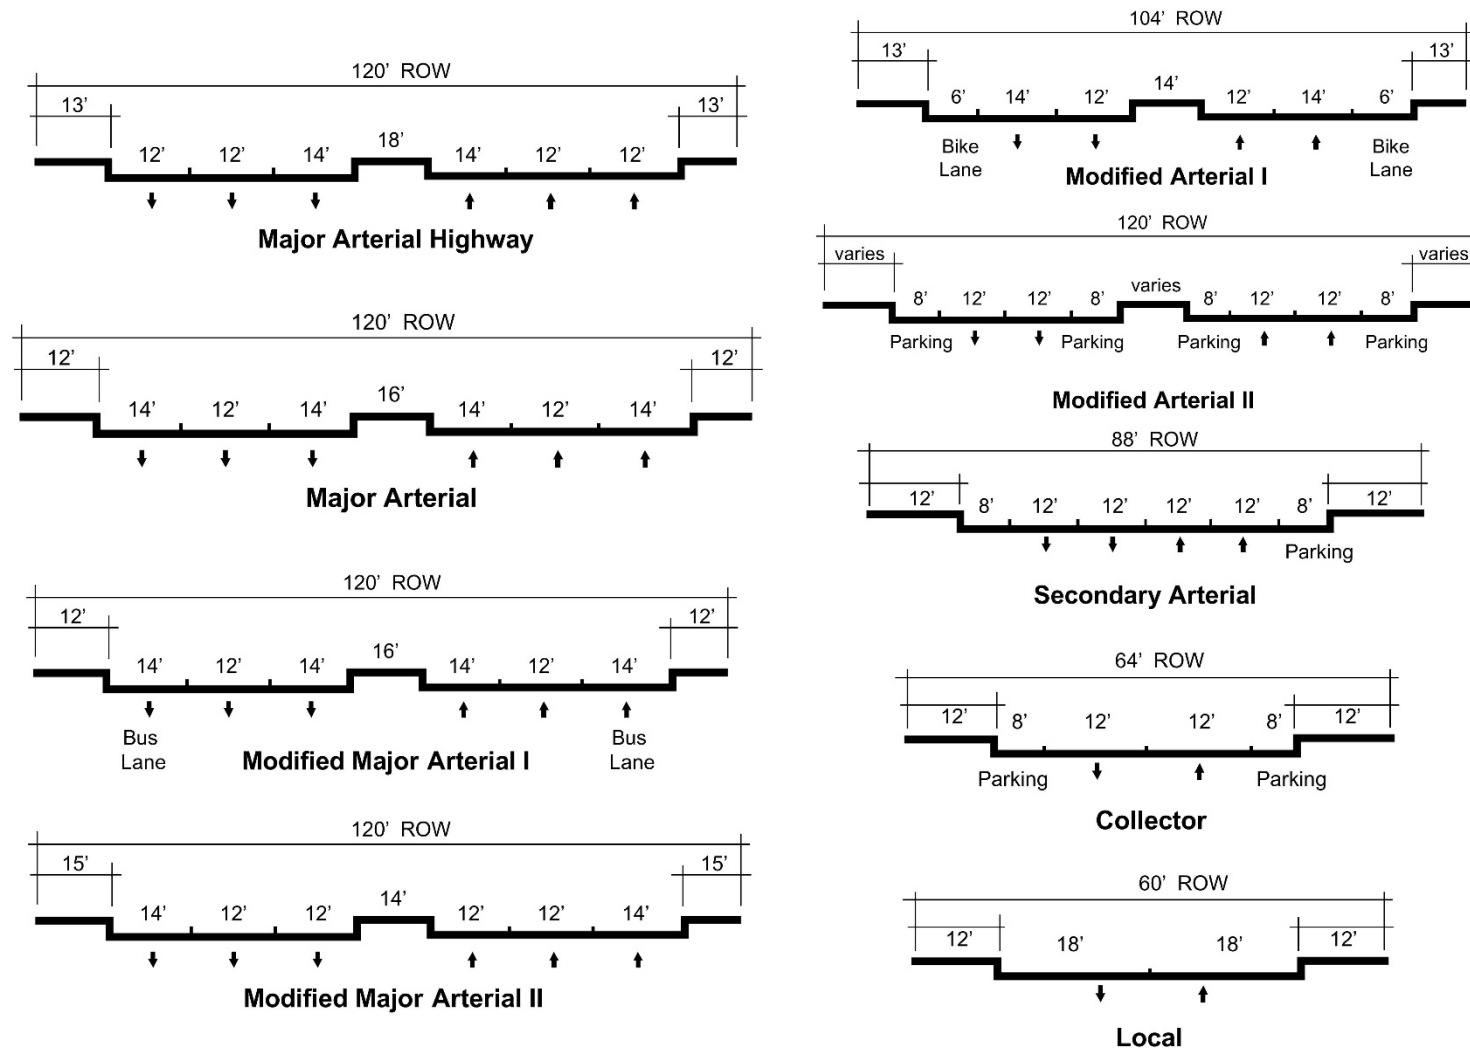 120’ ROW
13’ 13’
12’ 12’ 14’ 18’ 14’ 12’ 12’
Major Arterial Highway
120’ ROW
12’ 12’
14’ 12’ 14’ 16’ 14’ 12’ 14’
Major Arterial
120’ ROW
12’ 12’
14’ 12’ 14’ 16’ 14’ 12’ 14’
Bus Lane
Bus Lane
Modified Major Arterial I
120’ ROW
15’ 15’
14’ 12’ 12’ 14’ 12’ 12’ 14’
Modified Major Arterial II
104’ ROW
13’ 13’
6’ 14’ 12’ 14’ 12’ 14’ 6’
Bike Lane
Bike Lane
Modified Arterial I
120’ ROW
varies varies
8’ 12’ 12’ 8’ varies 8’ 12’ 12’ 8’
Parking Parking Parking Parking
Modified Arterial II
88’ ROW
12’ 8’ 12’ 12’ 12’ 12’ 8’ 12’
Parking
Secondary Arterial
64’ ROW
12’ 8’ 12’ 12’ 8’ 12’
Parking Parking
Collector
60’ ROW
12’ 18’ 18’ 12’
Local